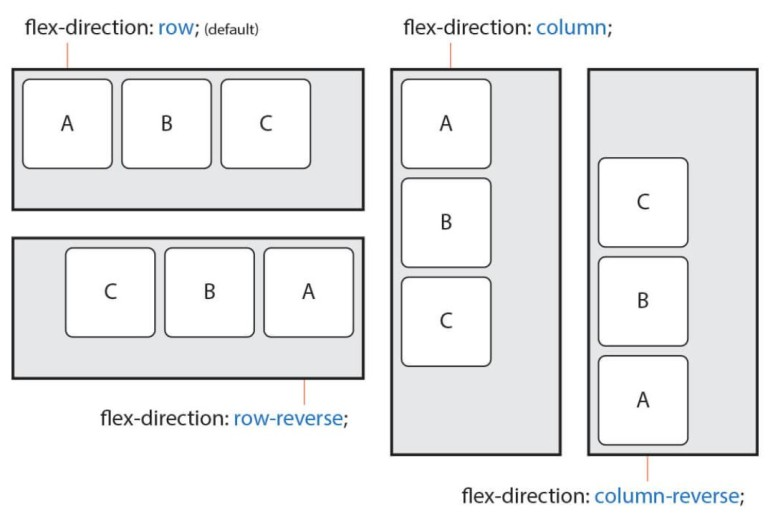 flex-direction: row; (default)
A
B
C
C
B
A
flex-direction: row-reverse;
flex-direction: column;
A
B
C
C
B
A
flex-direction: column-reverse;